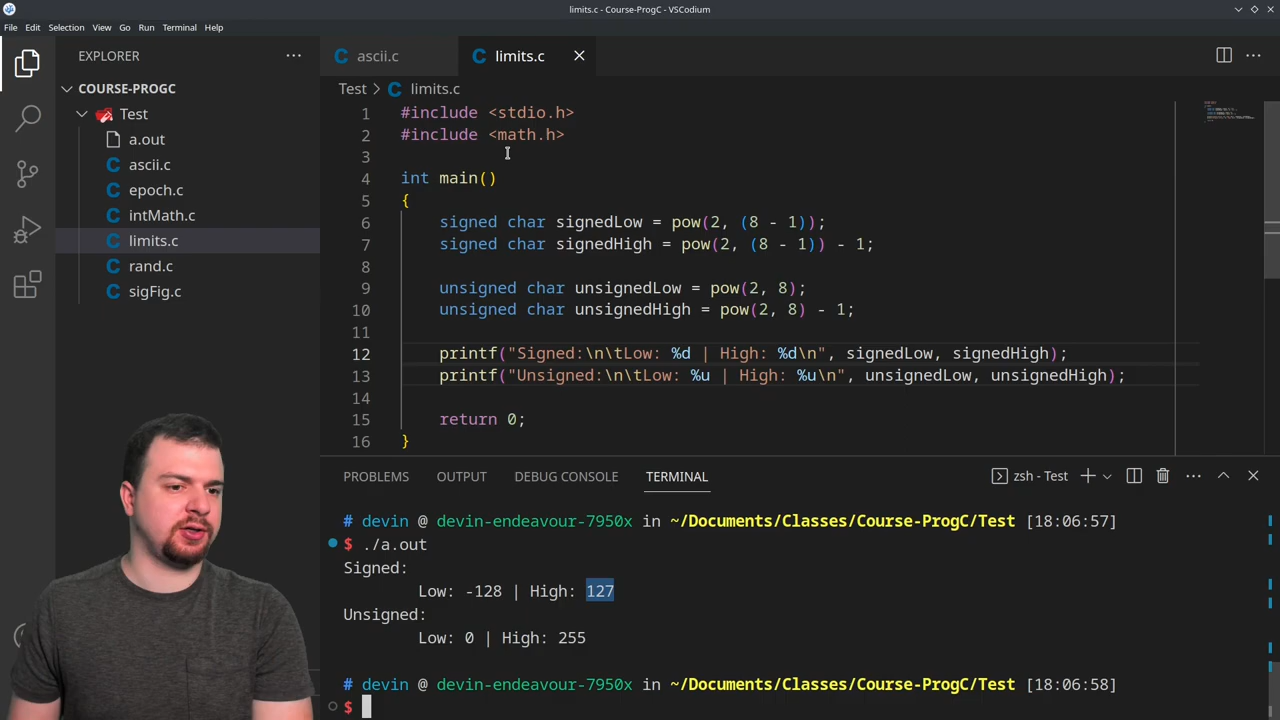 limits.c - Course-ProgC - VSCodium
File Edit Selection View Go Run Terminal Help
EXPLORER
COURSE-PROGC
Test
a.out
ascii.c
epoch.c
intMath.c
limits.c
rand.c
sigFig.c
ascii.c limits.c
Test limits.c
1 #include <stdio.h>
2 #include <math.h>
3
4 int main()
5 {
6 signed char signedLow = pow(2, (8 - 1));
7 signed char signedHigh = pow(2, (8 - 1)) - 1;
8
9 unsigned char unsignedLow = pow(2, 8);
10 unsigned char unsignedHigh = pow(2, 8) - 1;
11
12 printf("Signed:\n\tLow: %d | High: %d\n", signedLow, signedHigh);
13 printf("Unsigned:\n\tLow: %u | High: %u\n", unsignedLow, unsignedHigh);
14
15 return 0;
16 }
PROBLEMS OUTPUT DEBUG CONSOLE TERMINAL zsh - Test
# devin @ devin-endeavour-7950x in ~/Documents/Classes/Course-ProgC/Test [18:06:57]
$ ./a.out
Signed:
Low: -128 | High: 127
Unsigned:
Low: 0 | High: 255
# devin @ devin-endeavour-7950x in ~/Documents/Classes/Course-ProgC/Test [18:06:58]
$